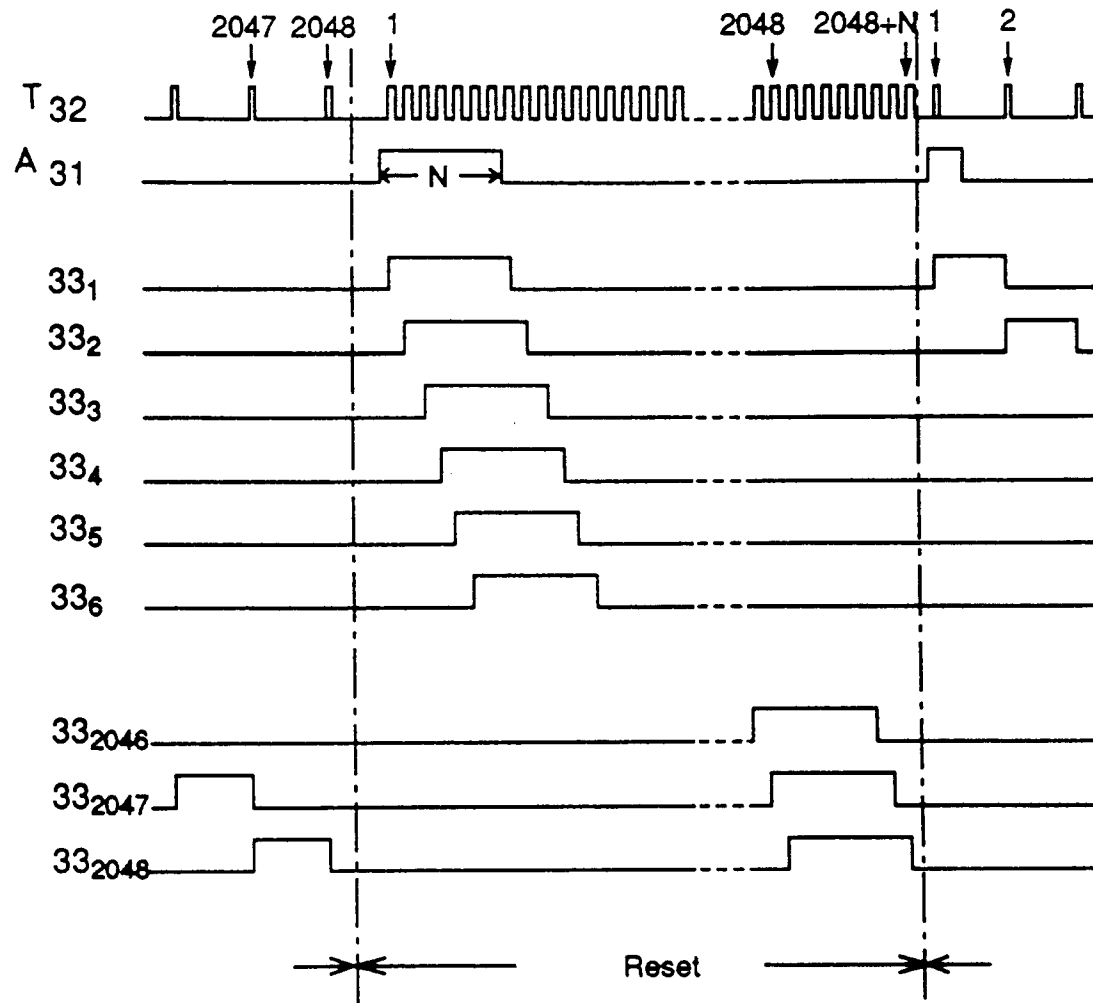 2047 2048 1 2048 2048+N 1 2
T 32
A 31
N
33₁
33₂
33₃
33₄
33₅
33₆
33₂₀₄₆
33₂₀₄₇
33₂₀₄₈
Reset